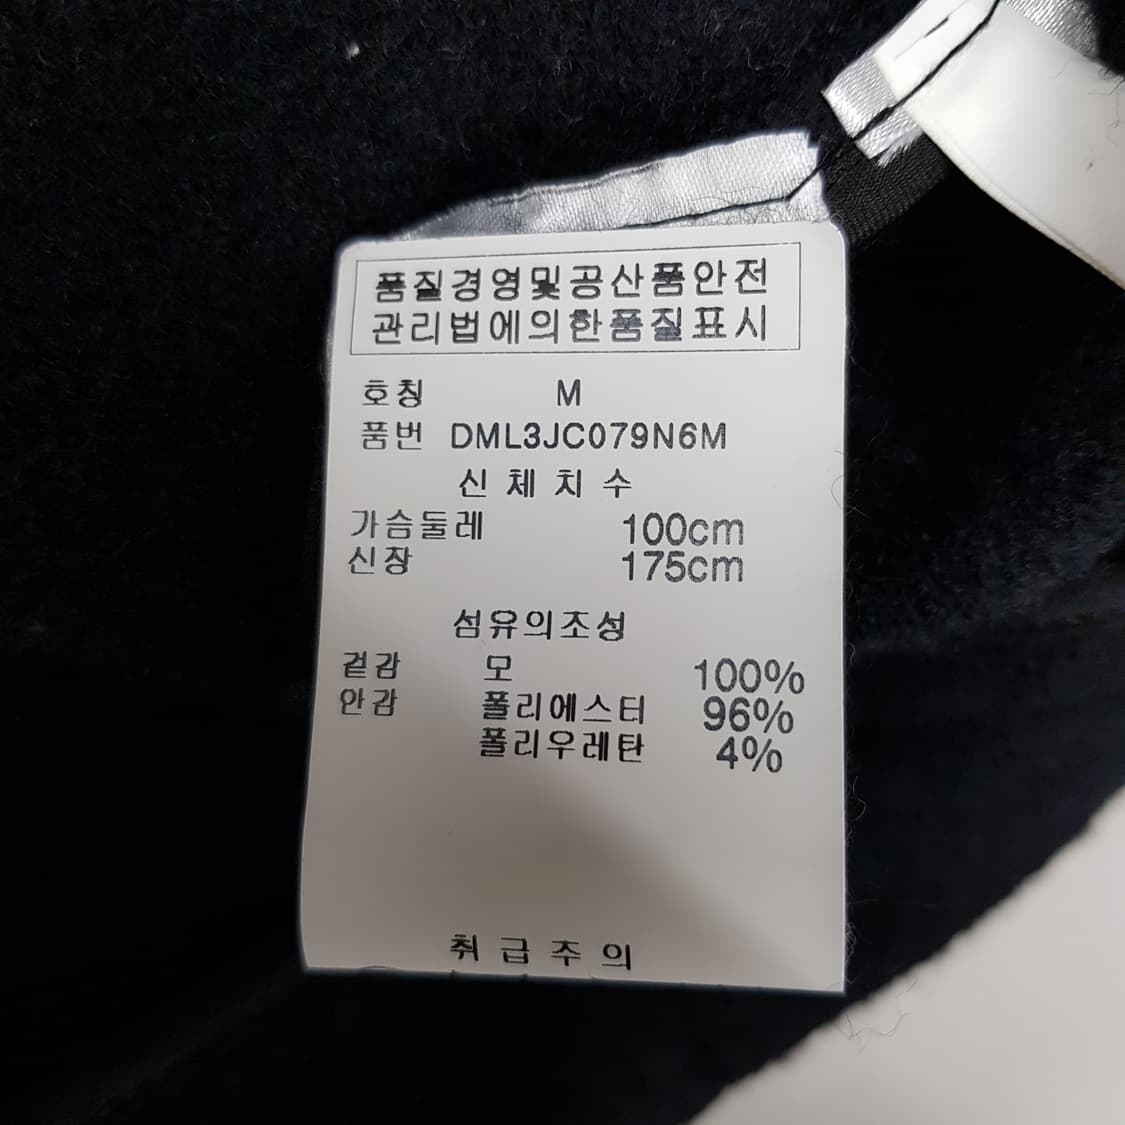 품질경영및공산품안전
관리법에의한품질표시
호칭 M
품번 DML3JC079N6M
신체치수
가슴둘레 100cm
신장 175cm
섬유의조성
겉감 모 100%
안감 폴리에스터 96%
폴리우레탄 4%
취급주의